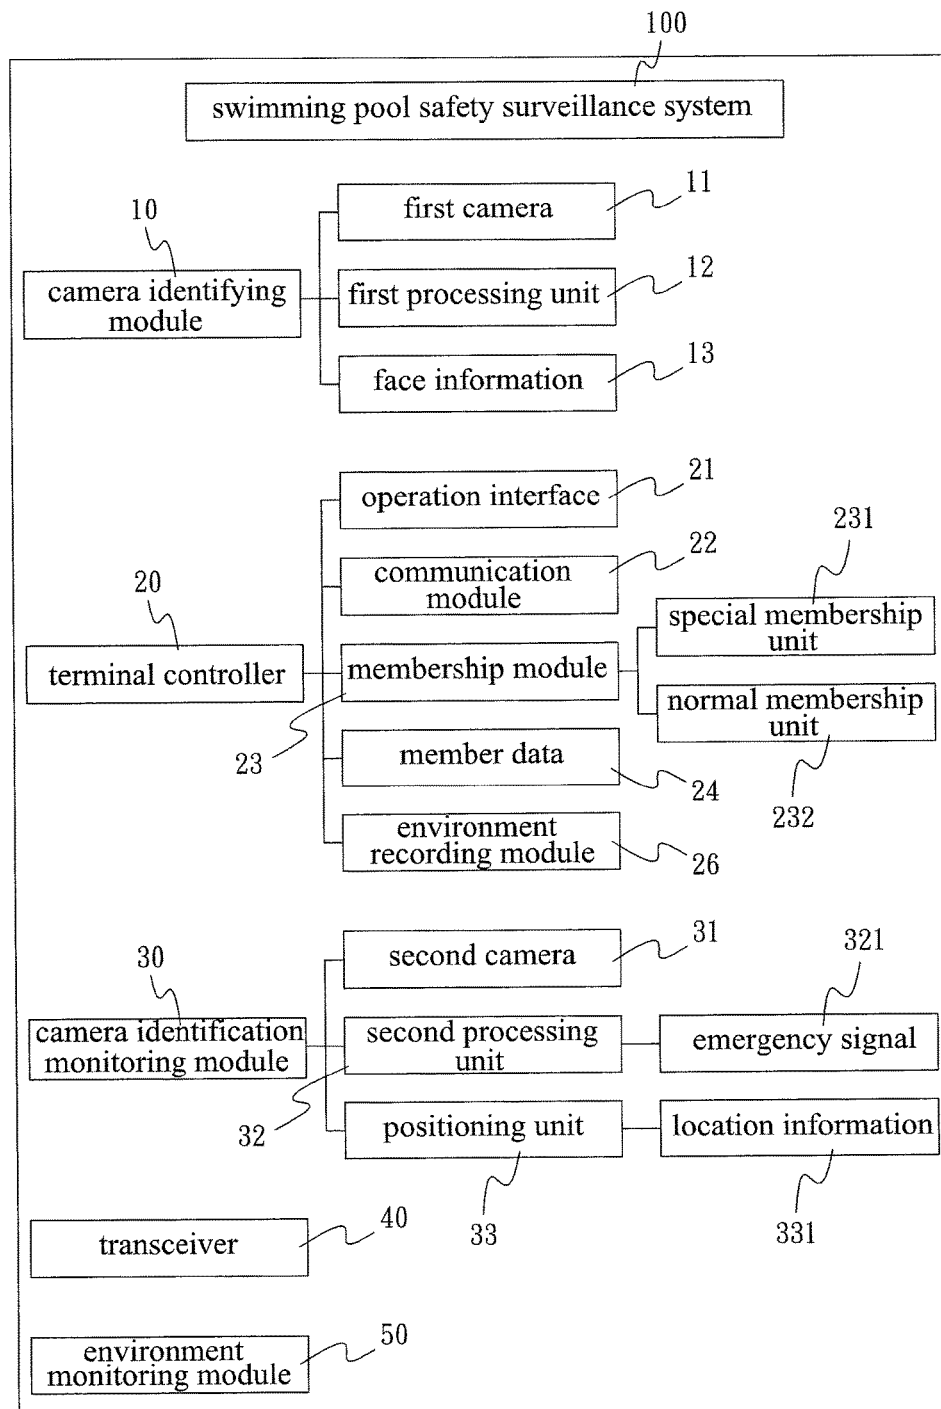 100
swimming pool safety surveillance system
first camera
11
10
camera identifying
module
first processing unit
12
face information
13
operation interface
21
communication
module
22
231
special membership
unit
20
terminal controller
membership module
23
normal membership
unit
232
member data
24
environment
recording module
26
second camera
31
30
camera identification
monitoring module
second processing
unit
32
321
emergency signal
positioning unit
33
location information
331
transceiver
40
environment
monitoring module
50